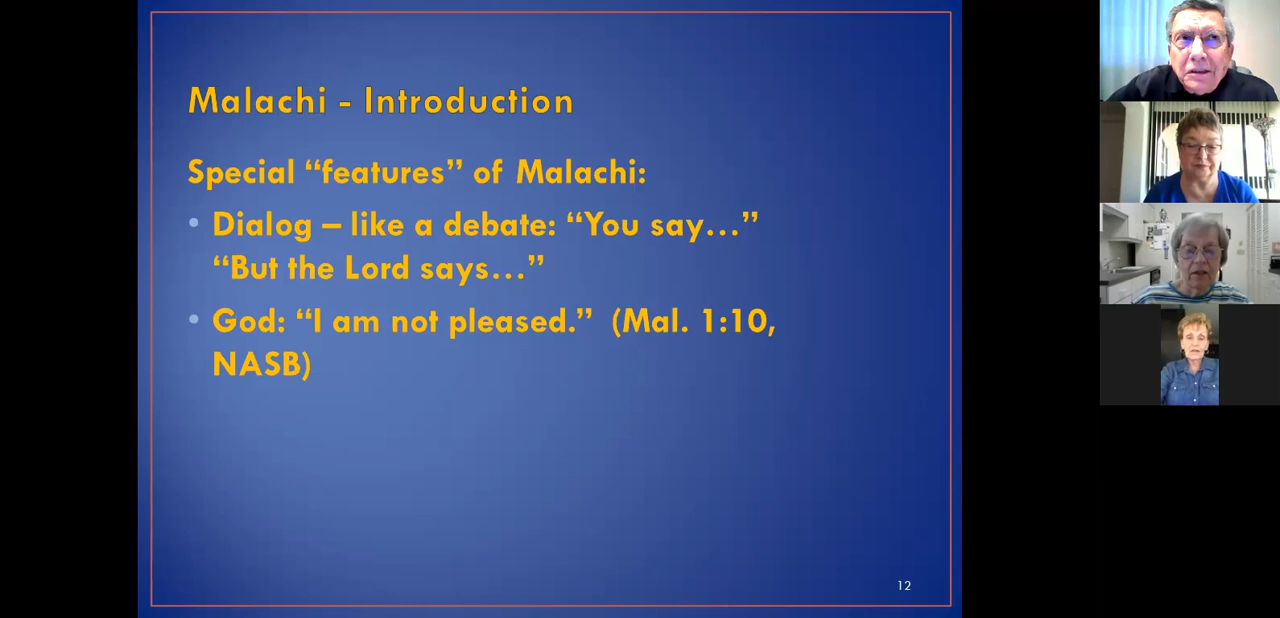 Malachi - Introduction
Special “features” of Malachi:
• Dialog – like a debate: “You say…”
“But the Lord says…”
• God: “I am not pleased.”  (Mal. 1:10,
NASB)
12